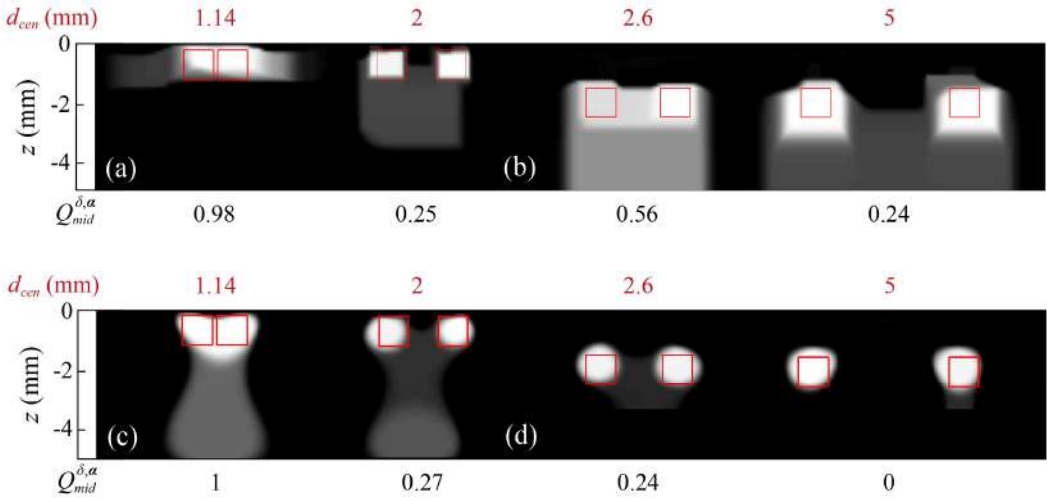 d_cen (mm) 1.14 2 2.6 5
0
-2
-4
z (mm)
(a) (b)
Q_mid^δ,α 0.98 0.25 0.56 0.24
d_cen (mm) 1.14 2 2.6 5
0
-2
-4
z (mm)
(c) (d)
Q_mid^δ,α 1 0.27 0.24 0